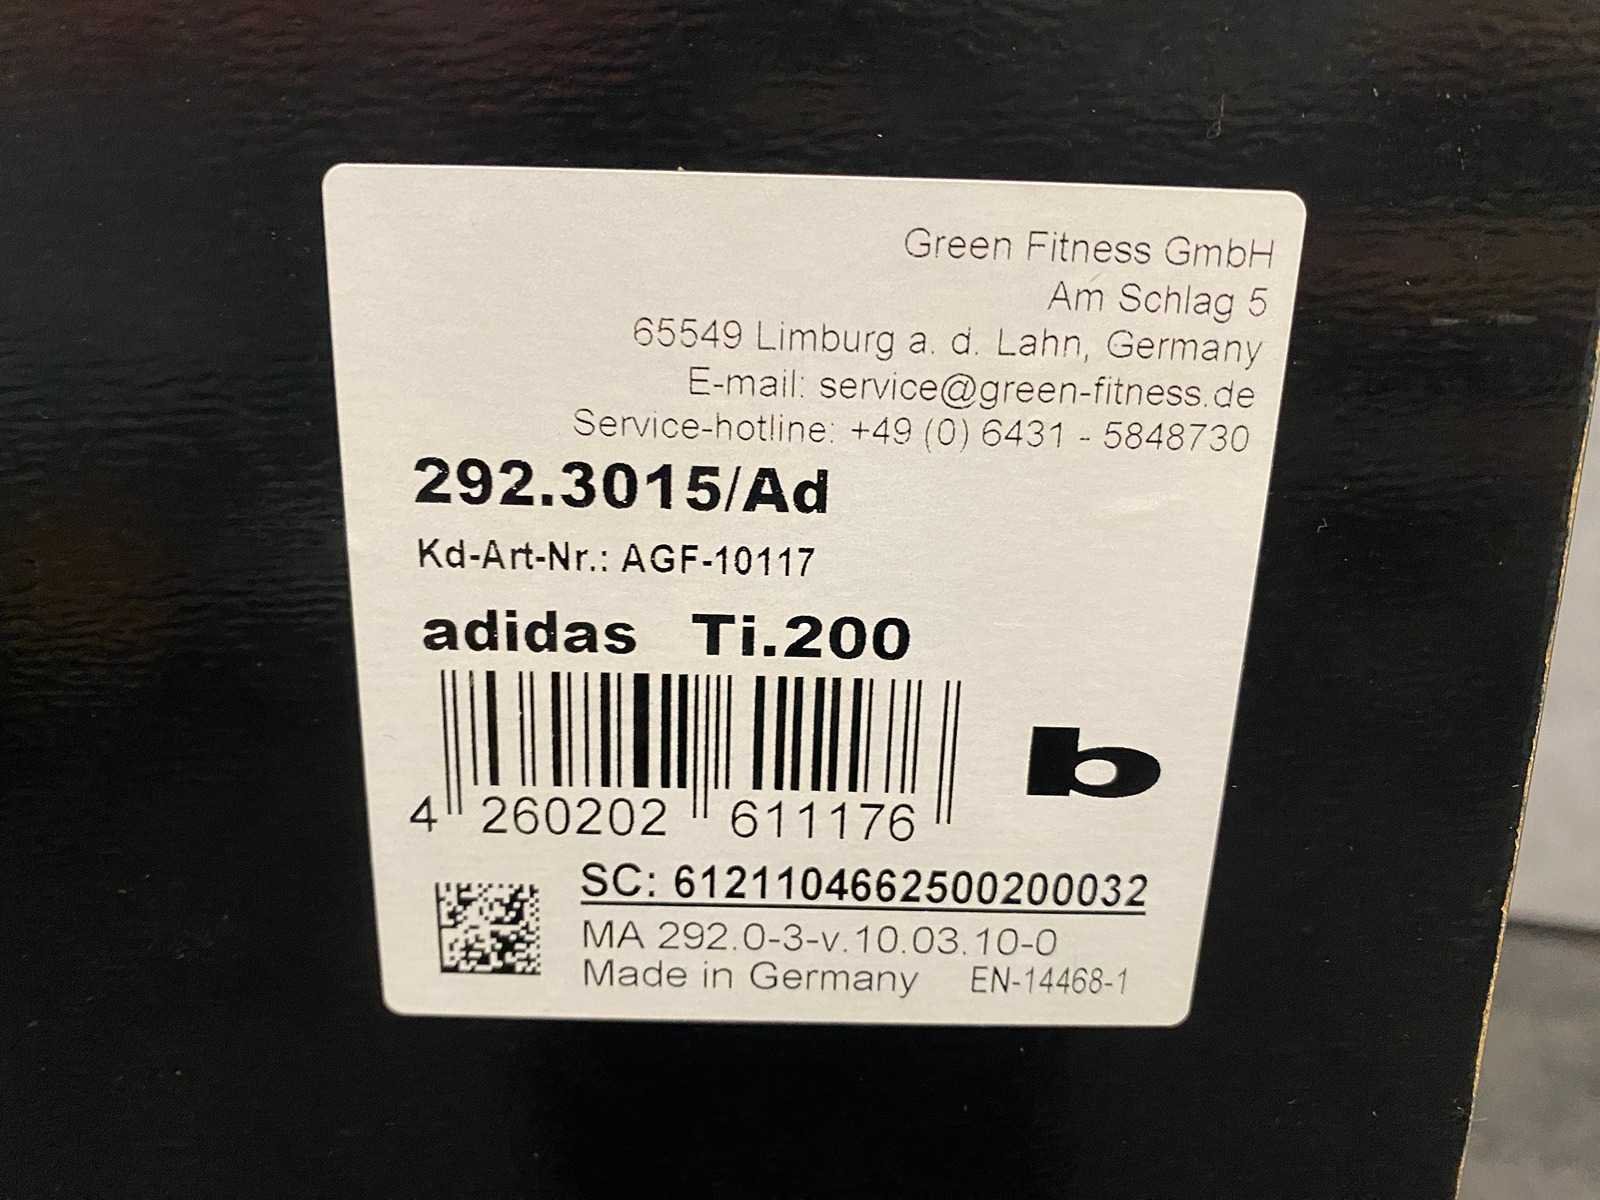 Green Fitness GmbH
Am Schlag 5
65549 Limburg a. d. Lahn, Germany
E-mail: service@green-fitness.de
Service-hotline: +49 (0) 6431 - 5848730
292.3015/Ad
Kd-Art-Nr.: AGF-10117
adidas Ti.200
b
4 260202 611176
SC: 6121104662500200032
MA 292.0-3-v.10.03.10-0
Made in Germany EN-14468-1